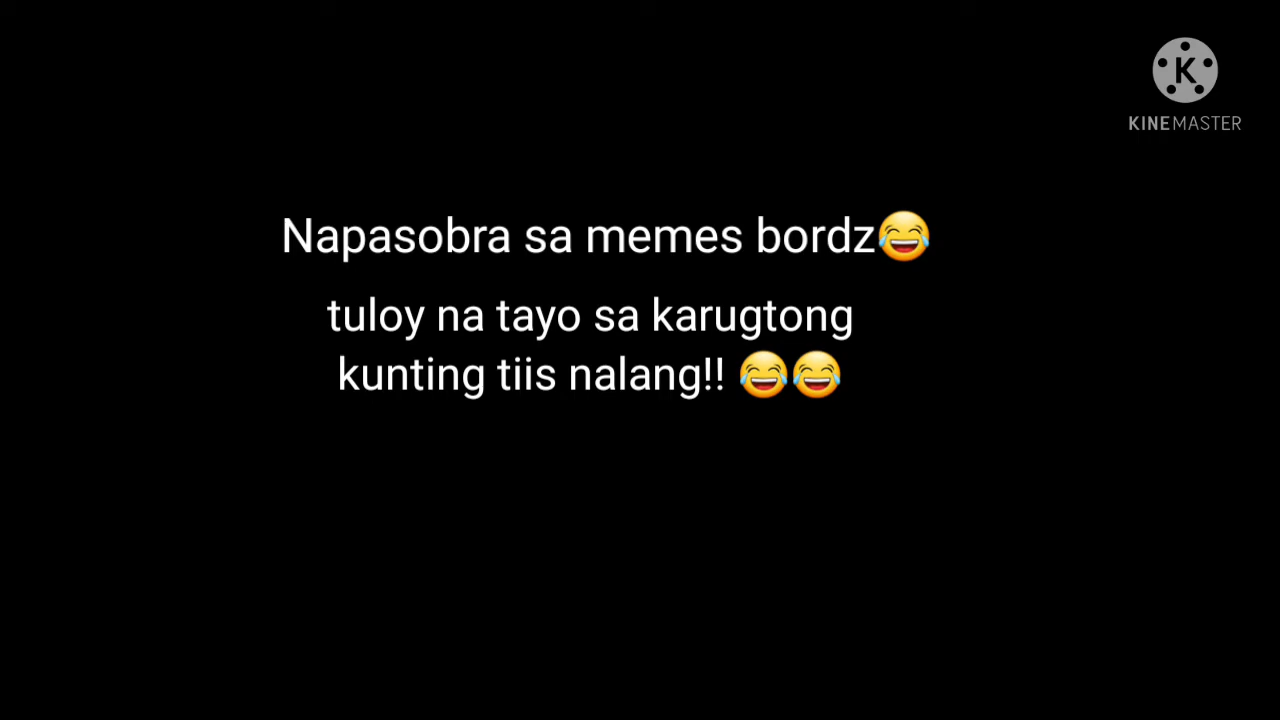 KINEMASTER
Napasobra sa memes bordz😂
tuloy na tayo sa karugtong
kunting tiis nalang!! 😂😂